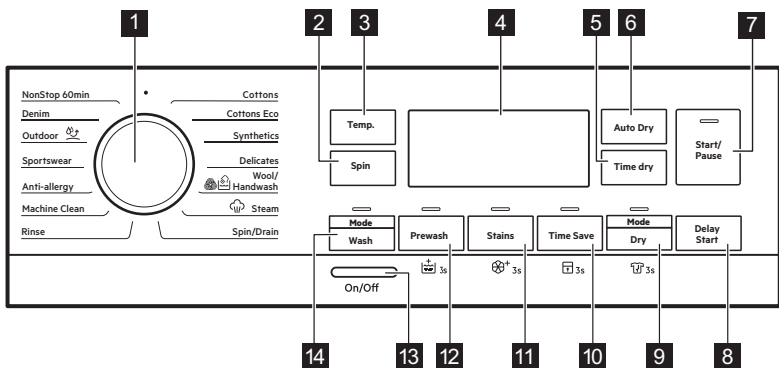 1
2
3
4
5
6
7
NonStop 60min
Denim
Outdoor
Sportswear
Anti-allergy
Machine Clean
Rinse
Cottons
Cottons Eco
Synthetics
Delicates
Wool/
Handwash
Steam
Spin/Drain
Temp.
Spin
Auto Dry
Time dry
Start/
Pause
Mode
Wash
Prewash
Stains
Time Save
Mode
Dry
Delay
Start
3s
3s
3s
3s
On/Off
14
13
12
11
10
9
8